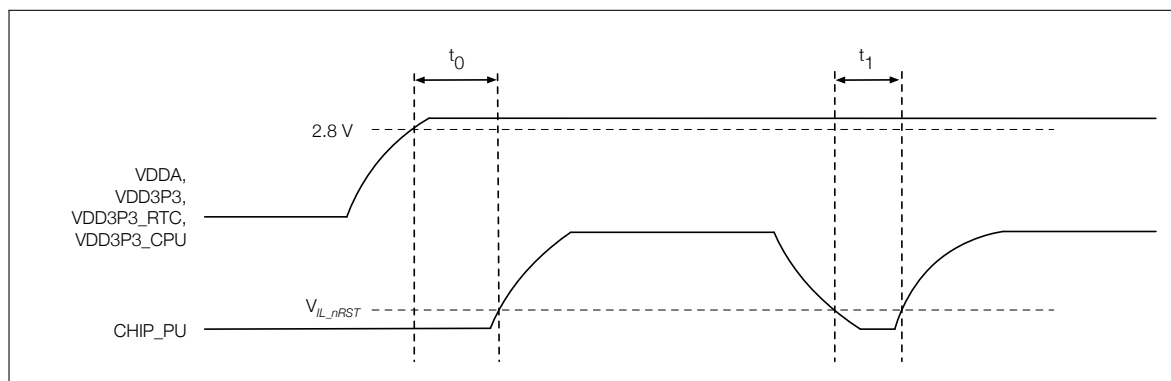 t0
t1
2.8 V
VDDA,
VDD3P3,
VDD3P3_RTC,
VDD3P3_CPU
VIL_nRST
CHIP_PU